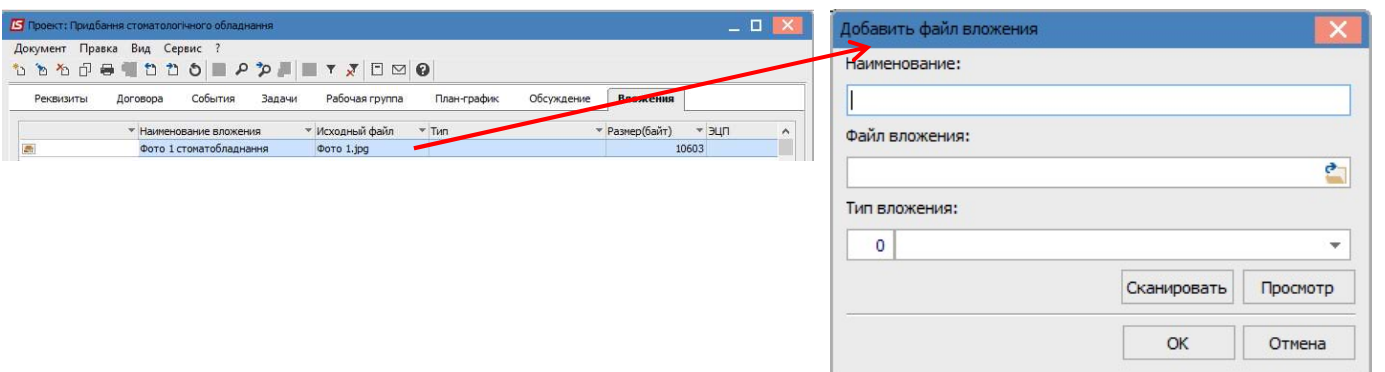 Проект: Придбання стоматологічного обладнання
Документ Правка Вид Сервис ?
Реквизиты Договора События Задачи Рабочая группа План-график Обсуждение Вложения
Наименование вложения Исходный файл Тип Размер(байт) ЭЦП
Фото 1 стоматобладнання Фото 1.jpg 10603
Добавить файл вложения
Наименование:
Файл вложения:
Тип вложения:
0
Сканировать Просмотр
OK Отмена